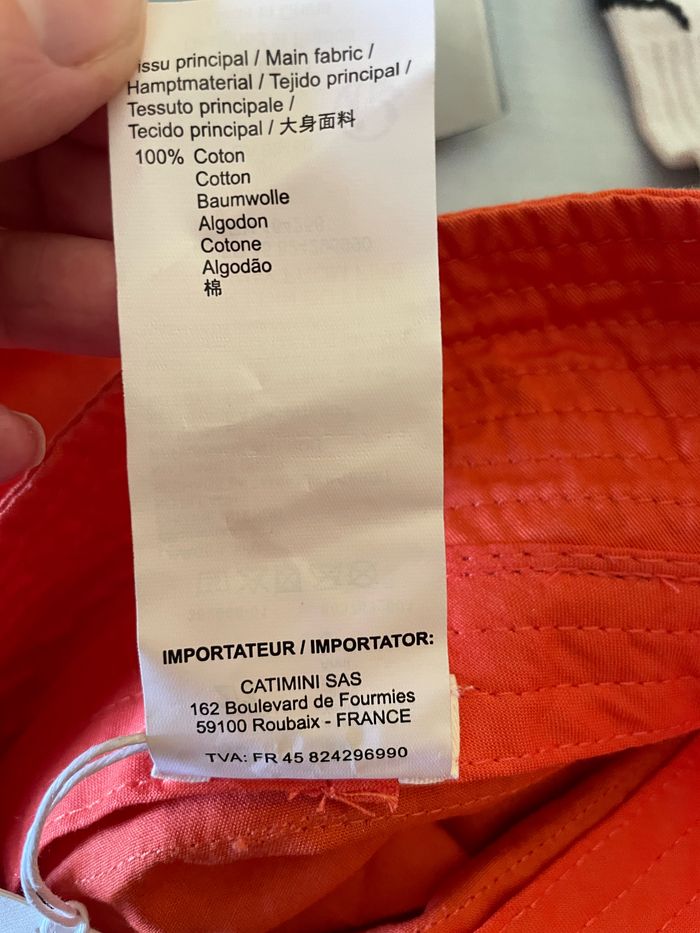 issu principal / Main fabric /
Hamptmaterial / Tejido principal /
Tessuto principale /
Tecido principal / 大身面料
100% Coton
Cotton
Baumwolle
Algodon
Cotone
Algodão
棉
IMPORTATEUR / IMPORTATOR:
CATIMINI SAS
162 Boulevard de Fourmies
59100 Roubaix - FRANCE
TVA: FR 45 824296990